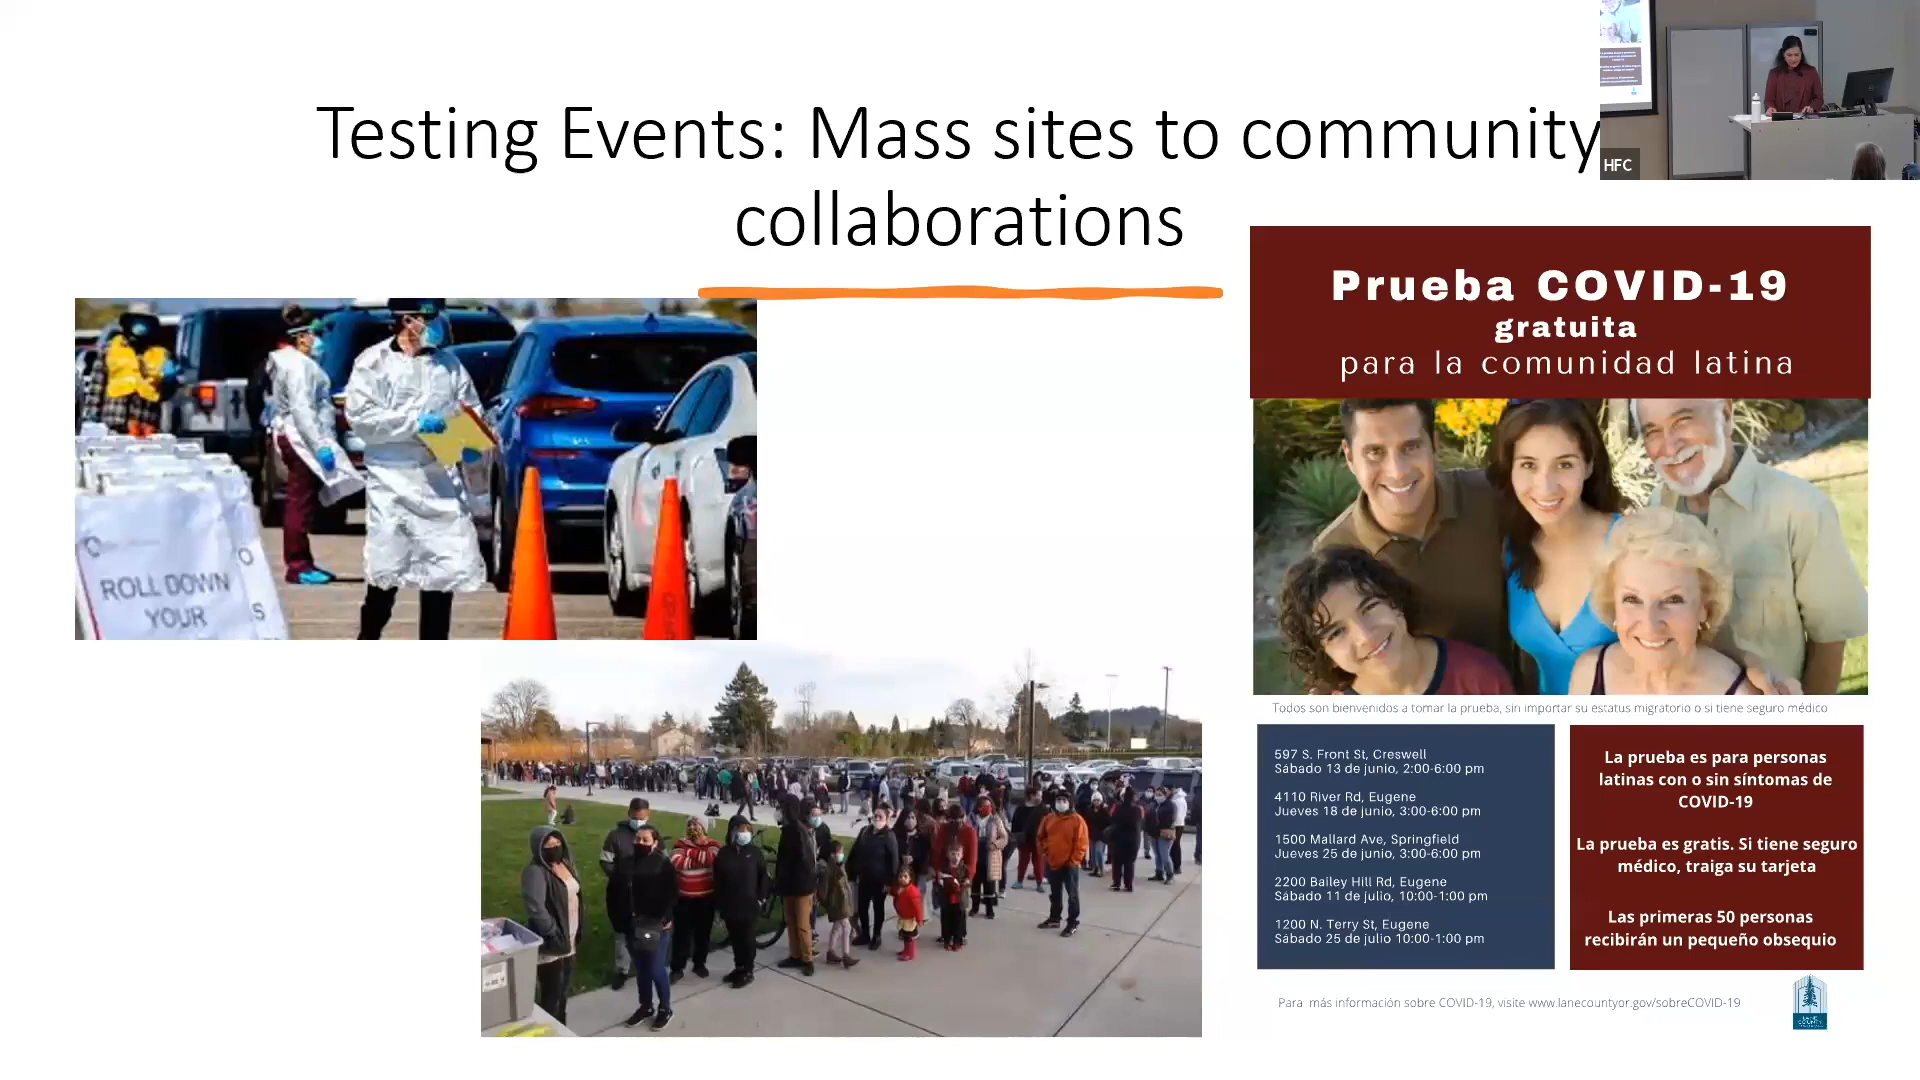 Testing Events: Mass sites to community
collaborations
HFC
Prueba COVID-19
gratuita
para la comunidad latina
ROLL DOWN
YOUR
Todos son bienvenidos a tomar la prueba, sin importar su estatus migratorio o si tiene seguro médico
597 S. Front St, Creswell
Sábado 13 de junio, 2:00-6:00 pm
4110 River Rd, Eugene
Jueves 18 de junio, 3:00-6:00 pm
1500 Mallard Ave, Springfield
Jueves 25 de junio, 3:00-6:00 pm
2200 Bailey Hill Rd, Eugene
Sábado 11 de junio, 10:00-1:00 pm
1200 N. Terry St, Eugene
Sábado 25 de julio 10:00-1:00 pm
La prueba es para personas
latinas con o sin síntomas de
COVID-19
La prueba es gratis. Si tiene seguro
médico, traiga su tarjeta
Las primeras 50 personas
recibirán un pequeño obsequio
Para más información sobre COVID-19, visite www.lanecountyor.gov/sobreCOVID-19
LANE
COUNTY